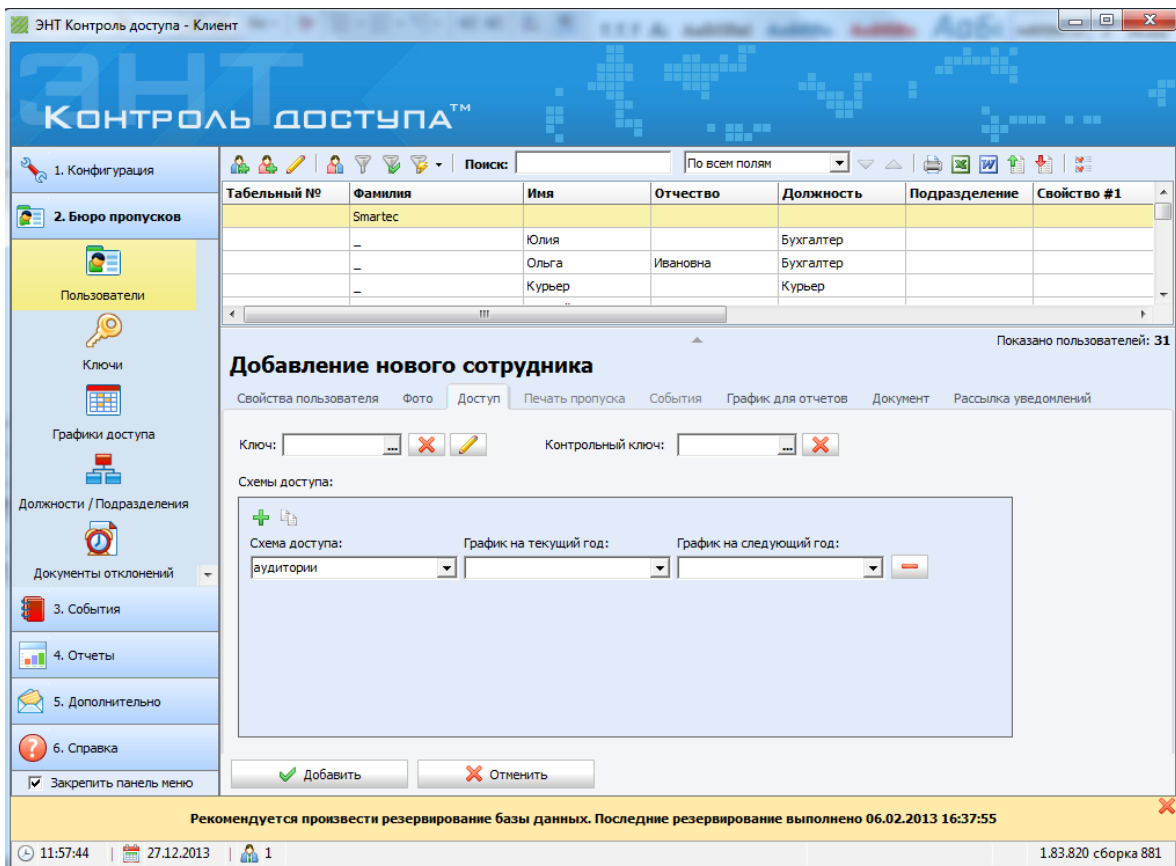 ЭНТ Контроль доступа - Клиент
ЭНТ
КОНТРОЛЬ ДОСТУПА™
1. Конфигурация
2. Бюро пропусков
Пользователи
Ключи
Графики доступа
Должности / Подразделения
Документы отклонений
3. События
4. Отчеты
5. Дополнительно
6. Справка
Закрепить панель меню
Поиск: По всем полям
Табельный № Фамилия Имя Отчество Должность Подразделение Свойство #1
Smartec
_ Юлия Бухгалтер
_ Ольга Ивановна Бухгалтер
_ Курьер Курьер
Показано пользователей: 31
Добавление нового сотрудника
Свойства пользователя Фото Доступ Печать пропуска События График для отчетов Документ Рассылка уведомлений
Ключ: ... Контрольный ключ: ...
Схемы доступа:
Схема доступа: График на текущий год: График на следующий год:
аудитории
Добавить Отменить
Рекомендуется произвести резервирование базы данных. Последние резервирование выполнено 06.02.2013 16:37:55
11:57:44 27.12.2013 1 1.83.820 сборка 881